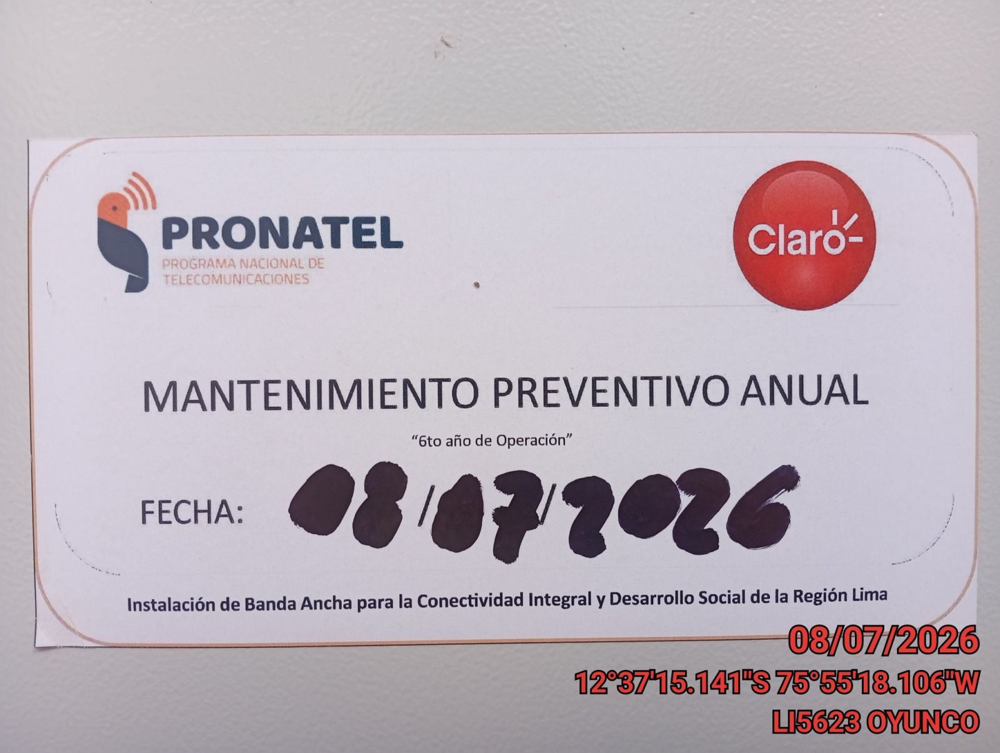 PRONATEL
PROGRAMA NACIONAL DE
TELECOMUNICACIONES
Claro
MANTENIMIENTO PREVENTIVO ANUAL
“6to año de Operación”
FECHA: 08/07/2026
Instalación de Banda Ancha para la Conectividad Integral y Desarrollo Social de la Región Lima
08/07/2026
12°37'15.141"S 75°55'18.106"W
LI5623 OYUNCO